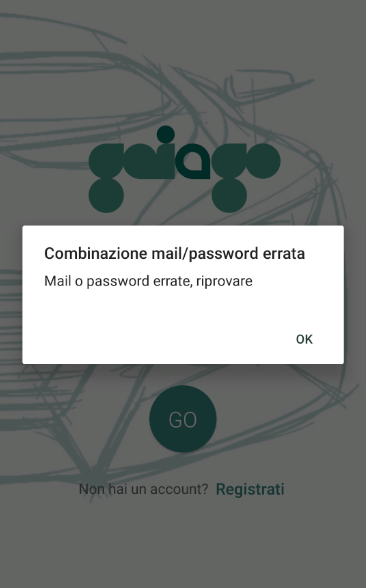 gaiago
Combinazione mail/password errata
Mail o password errate, riprovare
OK
GO
Non hai un account? Registrati